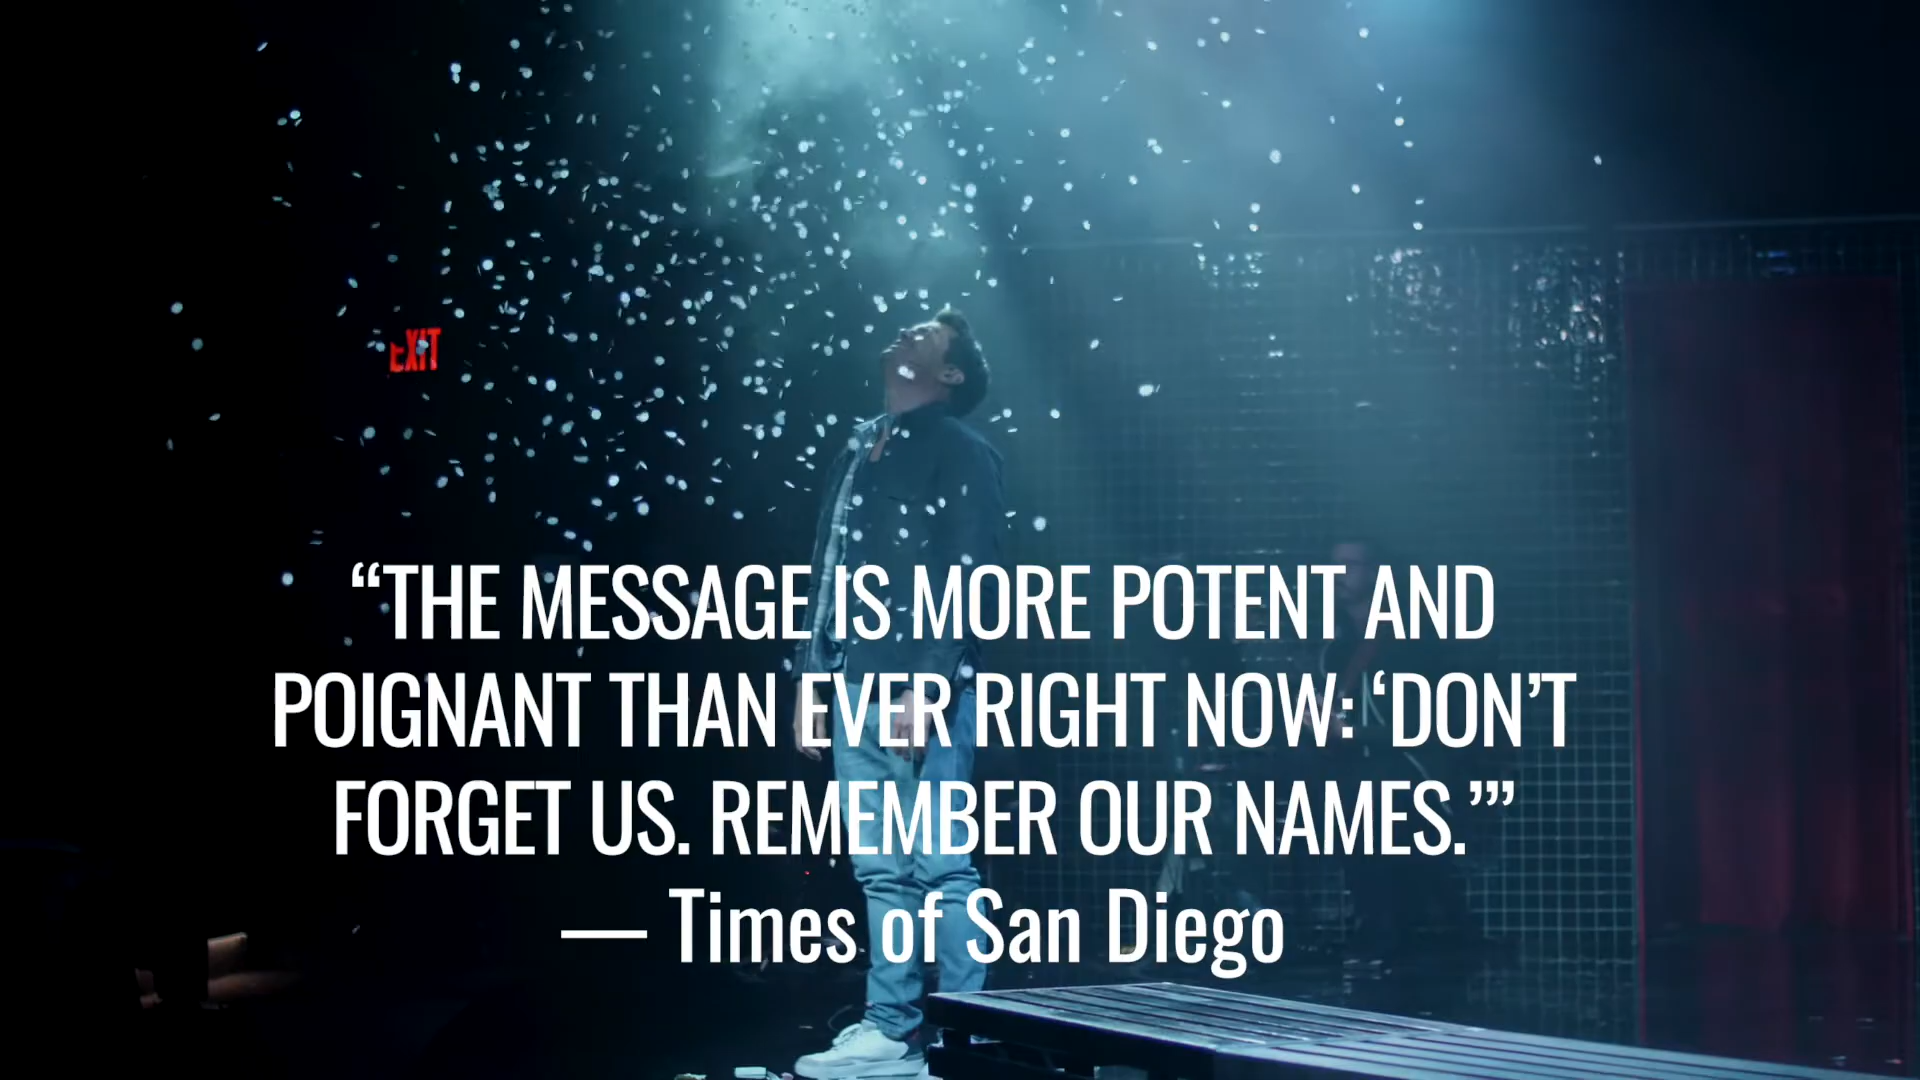 EXIT
“THE MESSAGE IS MORE POTENT AND
POIGNANT THAN EVER RIGHT NOW: ‘DON’T
FORGET US. REMEMBER OUR NAMES.’”
— Times of San Diego